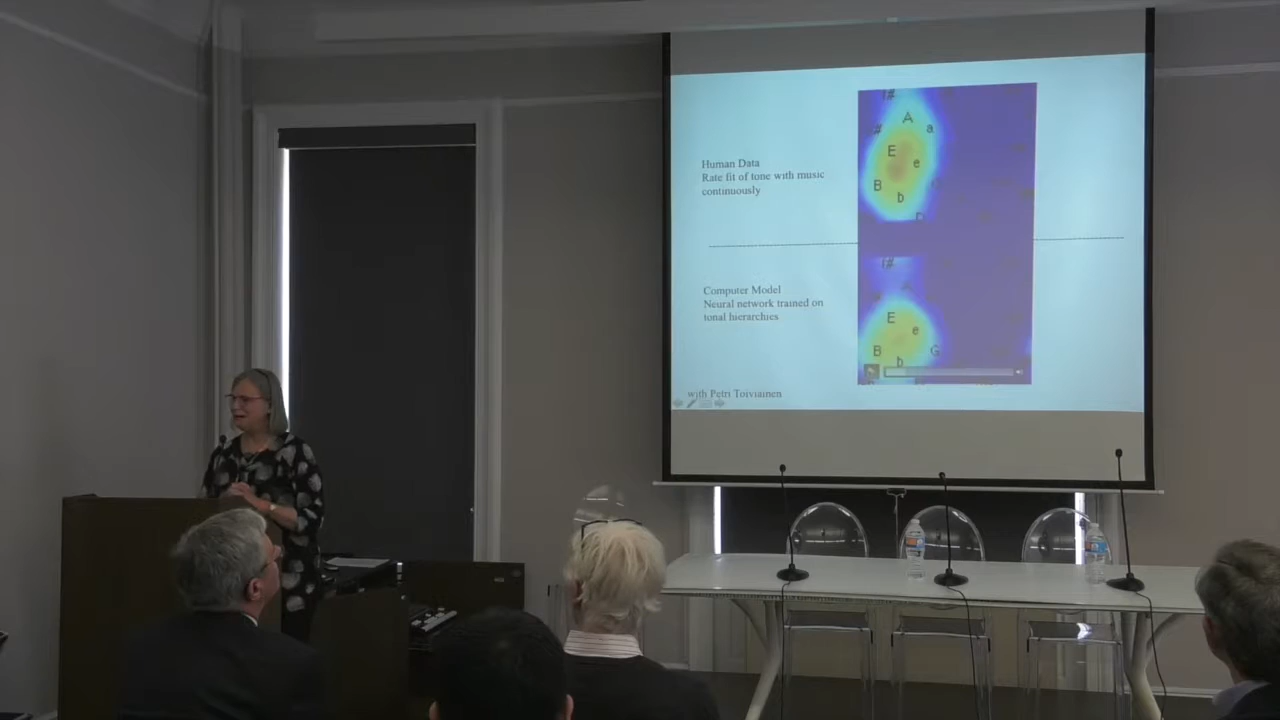 f#
A
#
a
E
e
B
b
D
Human Data
Rate fit of tone with music
continuously
f#
E
e
B
G
b
Computer Model
Neural network trained on
tonal hierarchies
with Petri Toiviainen